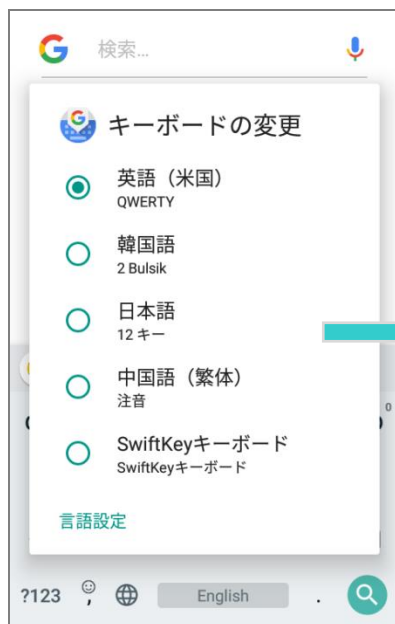 検索...
キーボードの変更
英語（米国）
QWERTY
韓国語
2 Bulsik
日本語
12 キー
中国語（繁体）
注音
SwiftKeyキーボード
SwiftKeyキーボード
言語設定
0
?123 , English .